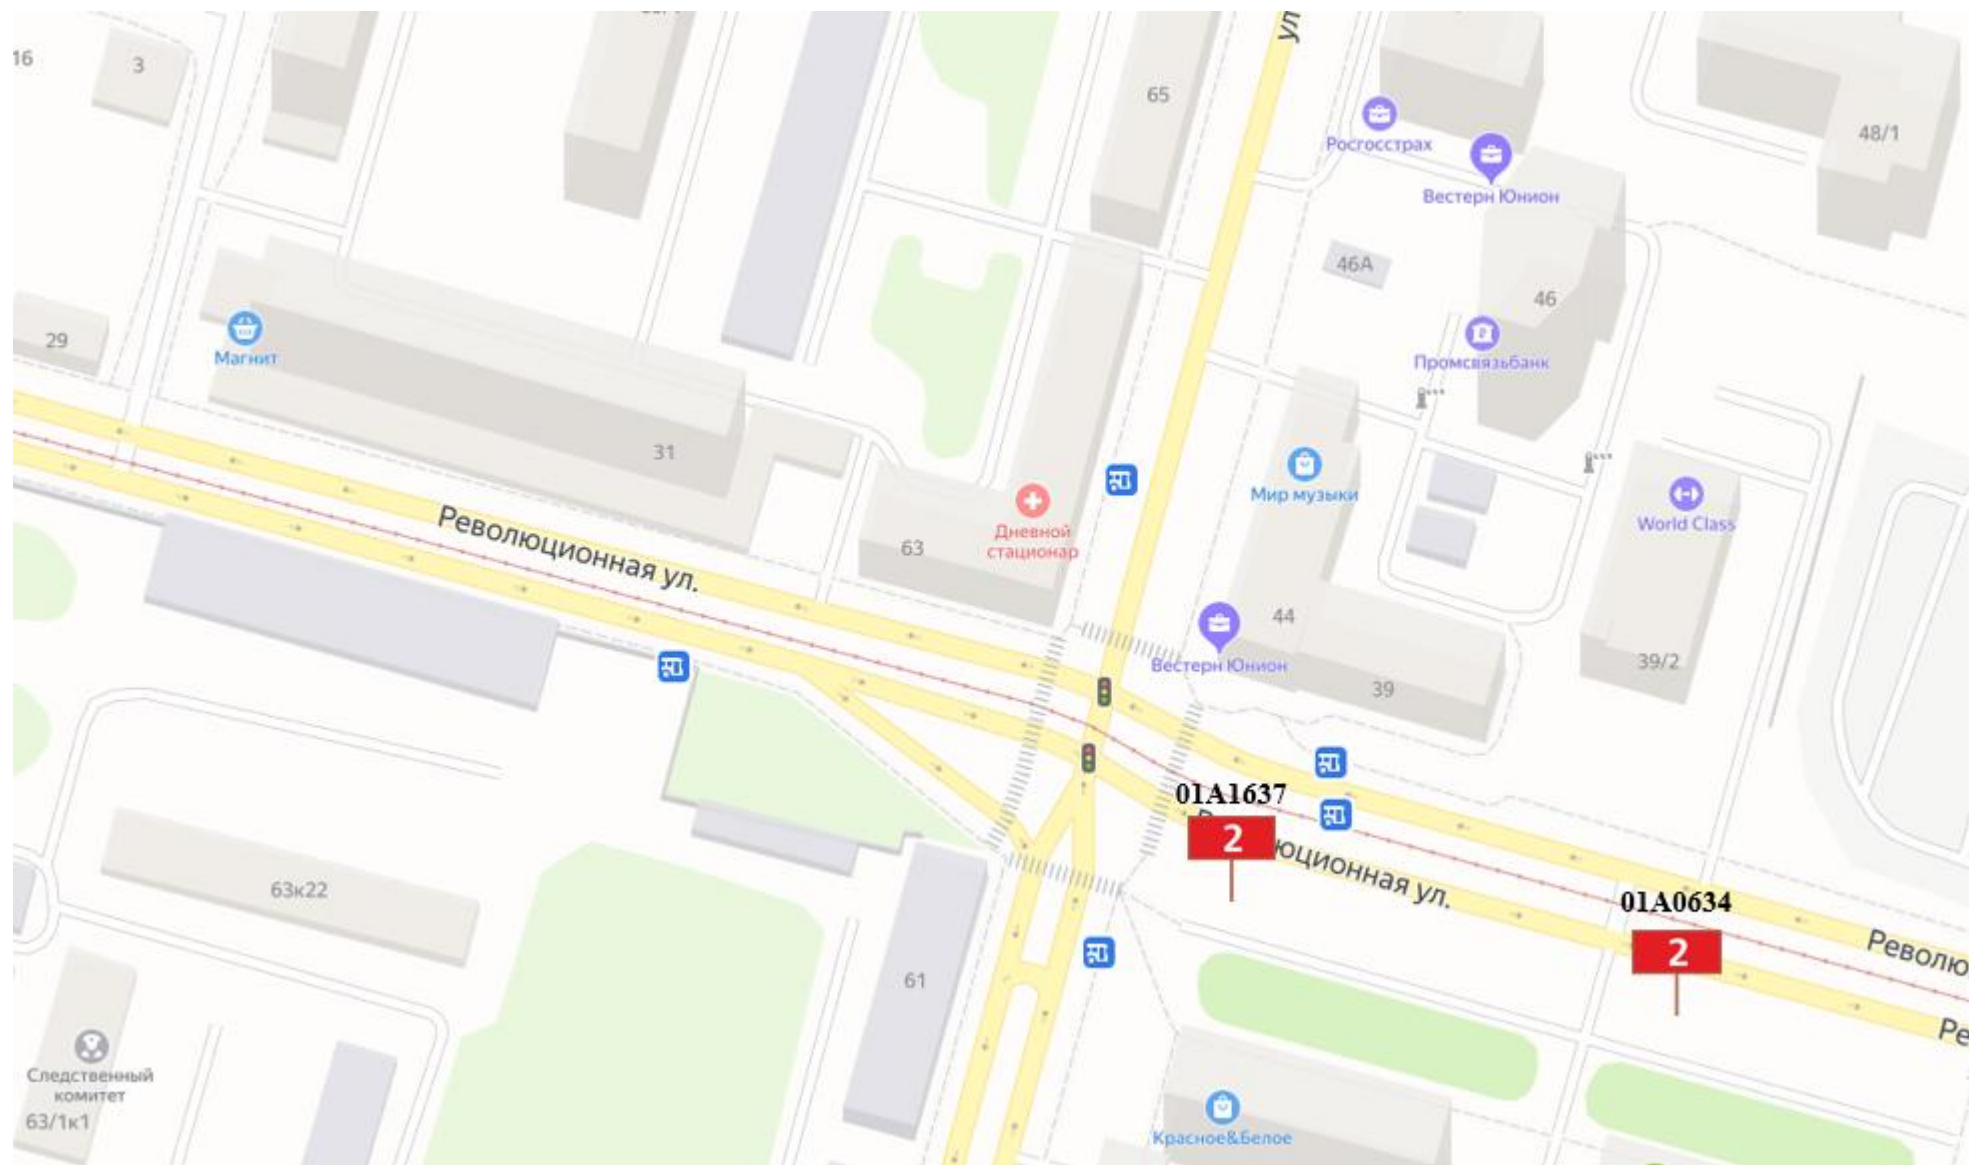 ул
16
3
65
48/1
Росгосстрах
Вестерн Юнион
46А
46
29
Магнит
Промсвязьбанк
31
Мир музыки
World Class
Революционная ул.
Дневной
стационар
63
44
Вестерн Юнион
39/2
39
01А1637
2
юционная ул.
01А0634
2
Револю
Ре
63к22
61
Следственный
комитет
63/1к1
Красное&Белое